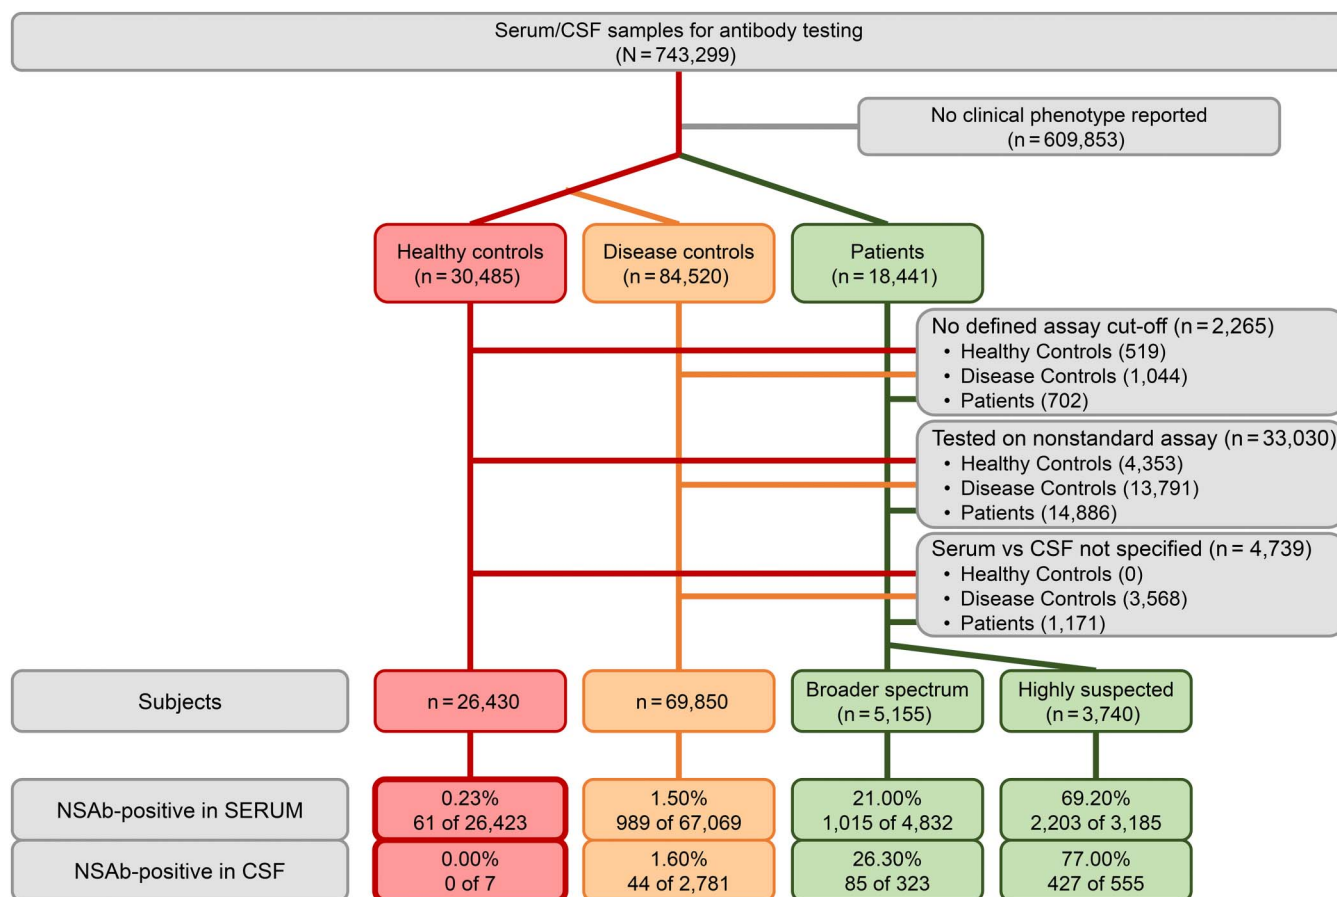 Serum/CSF samples for antibody testing
(N = 743,299)
No clinical phenotype reported
(n = 609,853)
Healthy controls
(n = 30,485)
Disease controls
(n = 84,520)
Patients
(n = 18,441)
No defined assay cut-off (n = 2,265)
• Healthy Controls (519)
• Disease Controls (1,044)
• Patients (702)
Tested on nonstandard assay (n = 33,030)
• Healthy Controls (4,353)
• Disease Controls (13,791)
• Patients (14,886)
Serum vs CSF not specified (n = 4,739)
• Healthy Controls (0)
• Disease Controls (3,568)
• Patients (1,171)
Subjects
n = 26,430
n = 69,850
Broader spectrum
(n = 5,155)
Highly suspected
(n = 3,740)
NSAb-positive in SERUM
0.23%
61 of 26,423
1.50%
989 of 67,069
21.00%
1,015 of 4,832
69.20%
2,203 of 3,185
NSAb-positive in CSF
0.00%
0 of 7
1.60%
44 of 2,781
26.30%
85 of 323
77.00%
427 of 555